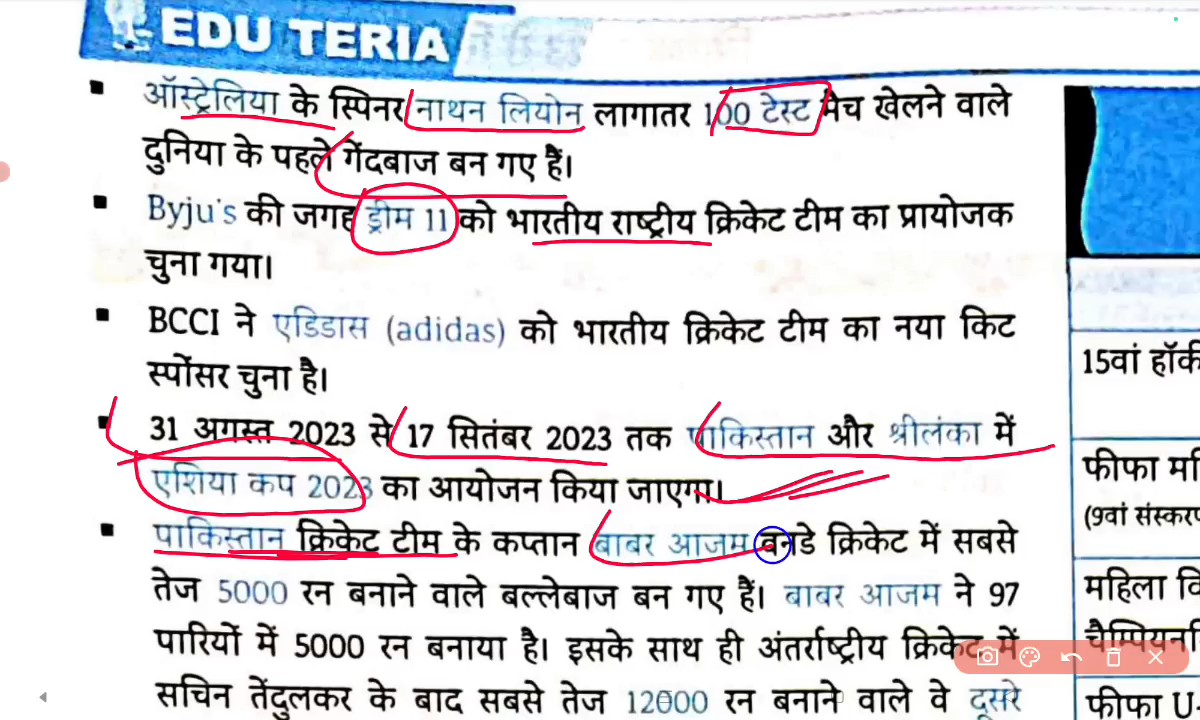 EDU TERIA
ऑस्ट्रेलिया के स्पिनर नाथन लियोन लागातर 100 टेस्ट मैच खेलने वाले
दुनिया के पहले गेंदबाज बन गए हैं।
Byju's की जगह ड्रीम 11 को भारतीय राष्ट्रीय क्रिकेट टीम का प्रायोजक
चुना गया।
BCCI ने एडिडास (adidas) को भारतीय क्रिकेट टीम का नया किट
स्पोंसर चुना है।
31 अगस्त 2023 से 17 सितंबर 2023 तक पाकिस्तान और श्रीलंका में
एशिया कप 2023 का आयोजन किया जाएगा।
पाकिस्तान क्रिकेट टीम के कप्तान बाबर आजम वनडे क्रिकेट में सबसे
तेज 5000 रन बनाने वाले बल्लेबाज बन गए हैं। बाबर आजम ने 97
पारियों में 5000 रन बनाया है। इसके साथ ही अंतर्राष्ट्रीय क्रिकेट में
सचिन तेंदुलकर के बाद सबसे तेज 12000 रन बनाने वाले वे दूसरे
15वां हॉकी
फीफा महि
(9वां संस्करण
महिला वि
चैम्पियनशि
फीफा U-